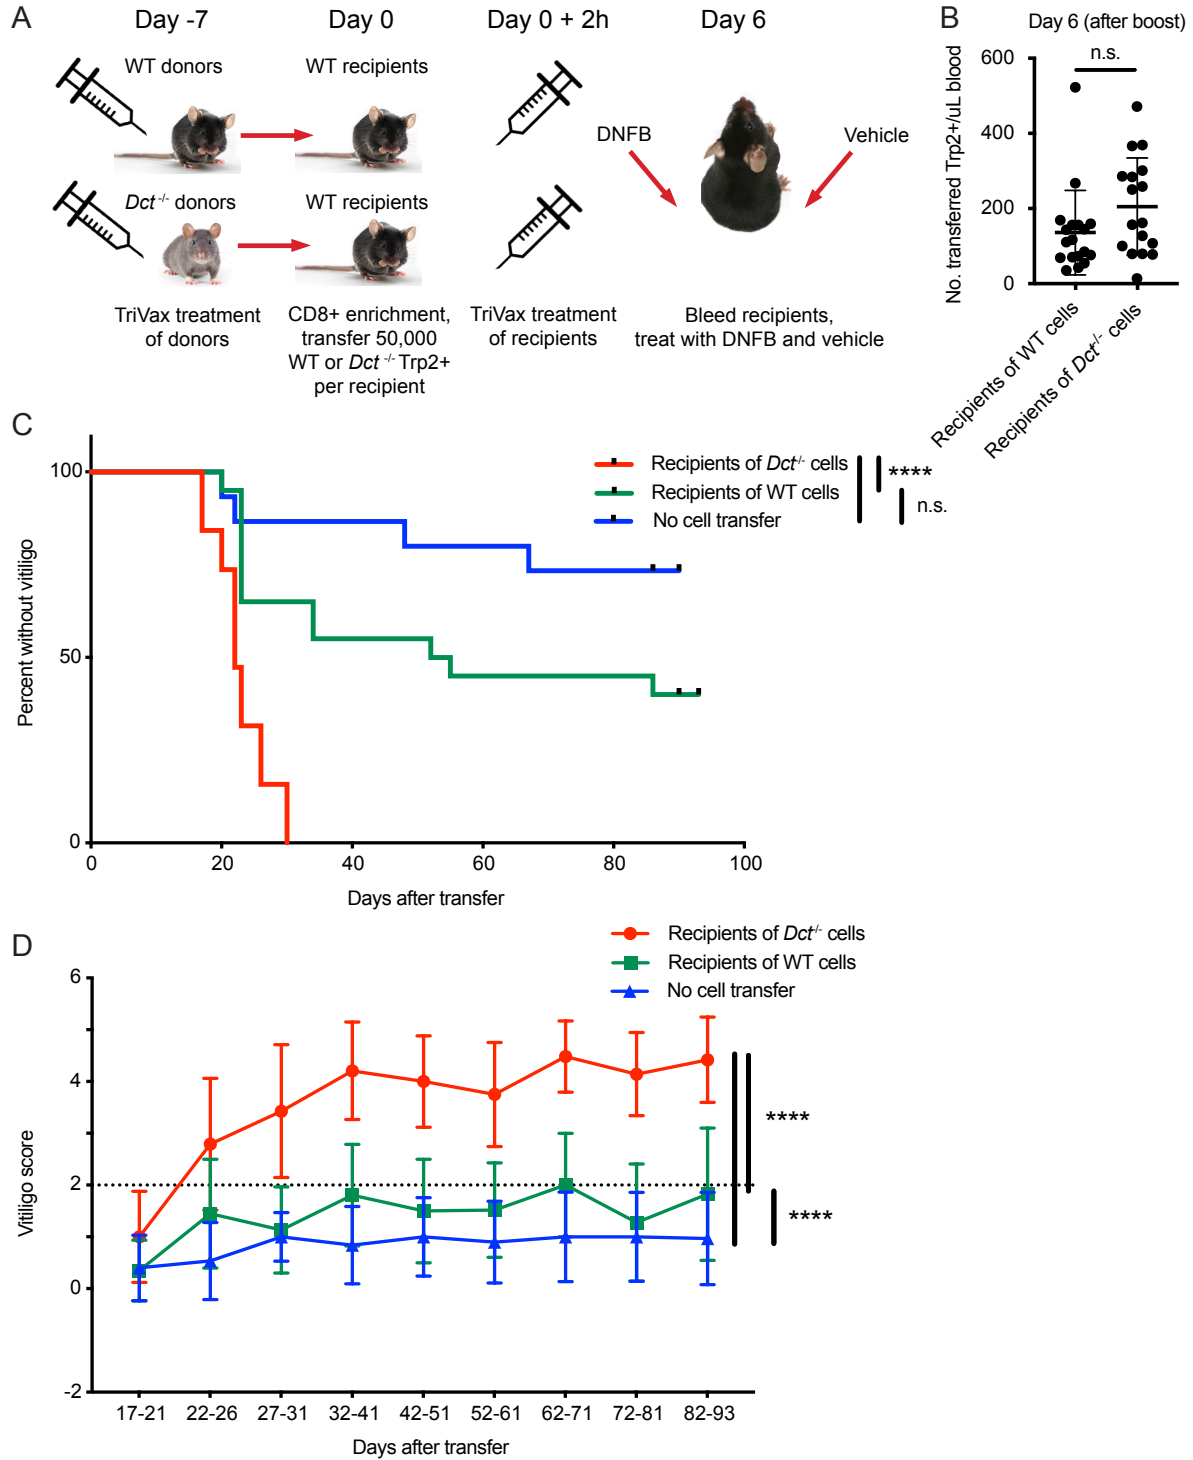 A
Day -7
Day 0
Day 0 + 2h
Day 6
WT donors
WT recipients
DNFB
Vehicle
Dct -/- donors
WT recipients
TriVax treatment
of donors
CD8+ enrichment,
transfer 50,000
WT or Dct -/- Trp2+
per recipient
TriVax treatment
of recipients
Bleed recipients,
treat with DNFB and vehicle
B
Day 6 (after boost)
n.s.
No. transferred Trp2+/uL blood
600
400
200
0
Recipients of WT cells
Recipients of Dct-/- cells
C
Percent without vitiligo
100
50
0
0
20
40
60
80
100
Days after transfer
Recipients of Dct-/- cells
Recipients of WT cells
No cell transfer
****
n.s.
D
Recipients of Dct-/- cells
Recipients of WT cells
No cell transfer
Vitiligo score
6
4
2
0
-2
****
****
17-21
22-26
27-31
32-41
42-51
52-61
62-71
72-81
82-93
Days after transfer